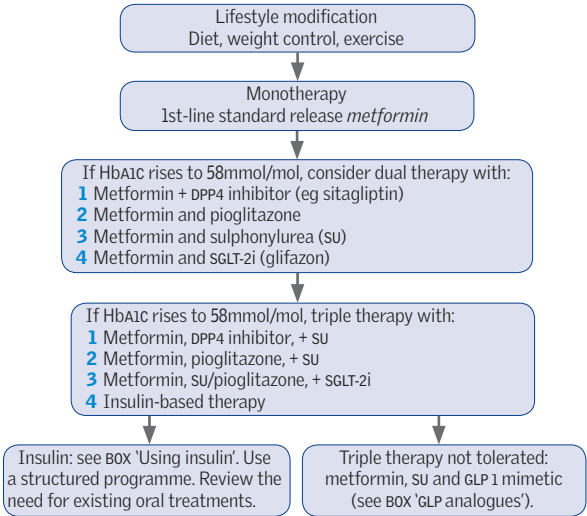 Lifestyle modification
Diet, weight control, exercise
Monotherapy
1st-line standard release metformin
If HbA1C rises to 58mmol/mol, consider dual therapy with:
1 Metformin + DPP4 inhibitor (eg sitagliptin)
2 Metformin and pioglitazone
3 Metformin and sulphonylurea (SU)
4 Metformin and SGLT-2i (glifazon)
If HbA1C rises to 58mmol/mol, triple therapy with:
1 Metformin, DPP4 inhibitor, + SU
2 Metformin, pioglitazone, + SU
3 Metformin, SU/pioglitazone, + SGLT-2i
4 Insulin-based therapy
Insulin: see BOX ‘Using insulin’. Use
a structured programme. Review the
need for existing oral treatments.
Triple therapy not tolerated:
metformin, SU and GLP 1 mimetic
(see BOX ‘GLP analogues’).